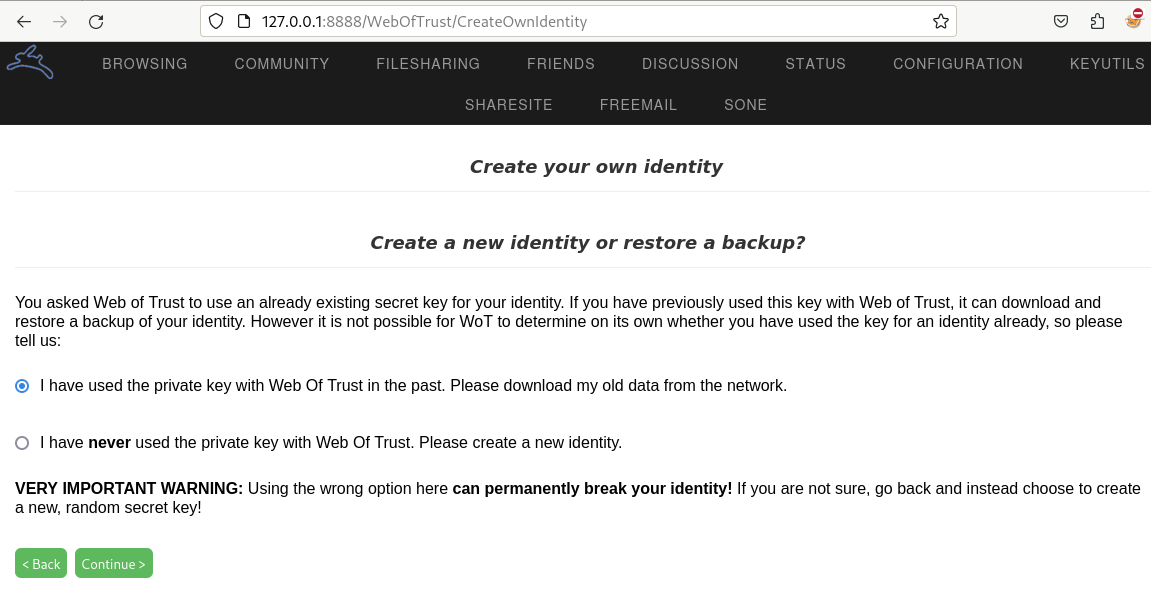 127.0.0.1:8888/WebOfTrust/CreateOwnIdentity
BROWSING COMMUNITY FILESHARING FRIENDS DISCUSSION STATUS CONFIGURATION KEYUTILS
SHARESITE FREEMAIL SONE
Create your own identity
Create a new identity or restore a backup?
You asked Web of Trust to use an already existing secret key for your identity. If you have previously used this key with Web of Trust, it can download and
restore a backup of your identity. However it is not possible for WoT to determine on its own whether you have used the key for an identity already, so please
tell us:
I have used the private key with Web Of Trust in the past. Please download my old data from the network.
I have never used the private key with Web Of Trust. Please create a new identity.
VERY IMPORTANT WARNING: Using the wrong option here can permanently break your identity! If you are not sure, go back and instead choose to create
a new, random secret key!
< Back Continue >